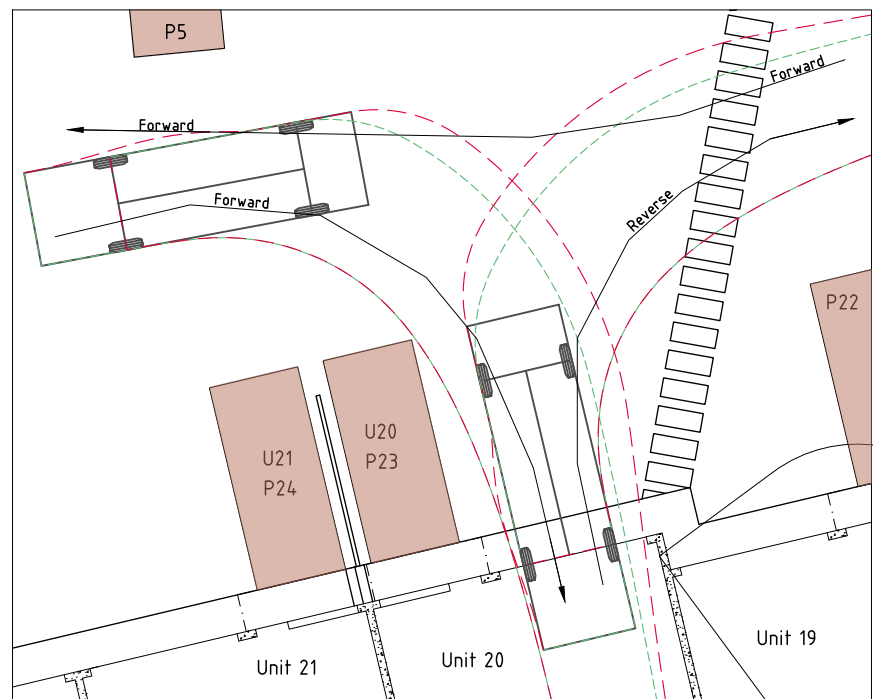 P5
Forward
Forward
Forward
Reverse
P22
U20
P23
U21
P24
Unit 19
Unit 20
Unit 21